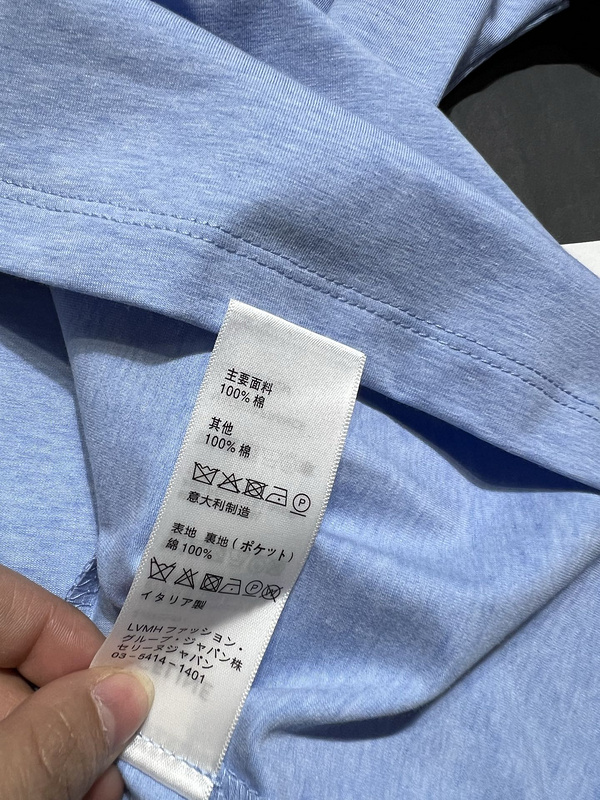 主要面料
100% 棉
其他
100% 棉
意大利制造
表地 裏地(ポケット)
綿 100%
イタリア製
LVMH ファッション・
グループ・ジャパン株
セリーヌジャパン
03-5414-1401